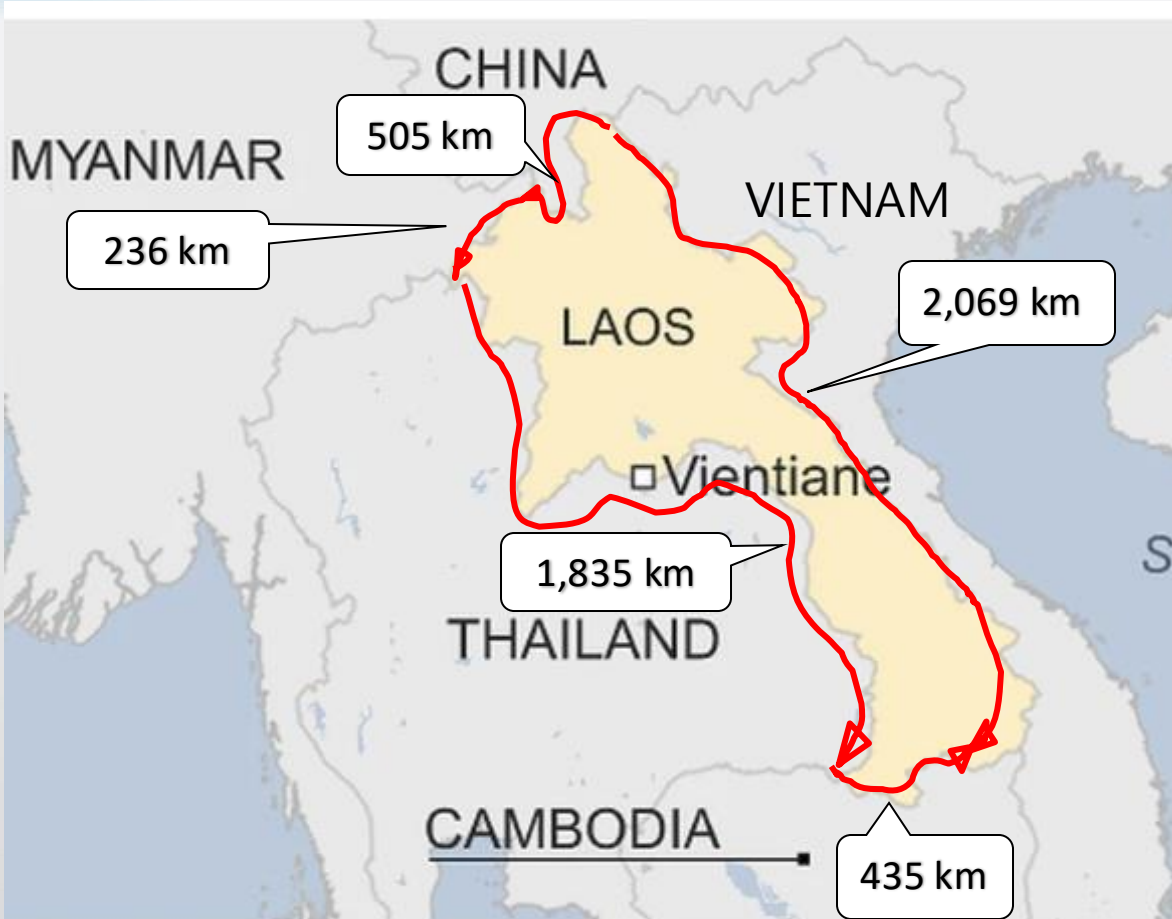 CHINA
505 km
MYANMAR
VIETNAM
236 km
2,069 km
LAOS
Vientiane
S
1,835 km
THAILAND
CAMBODIA
435 km